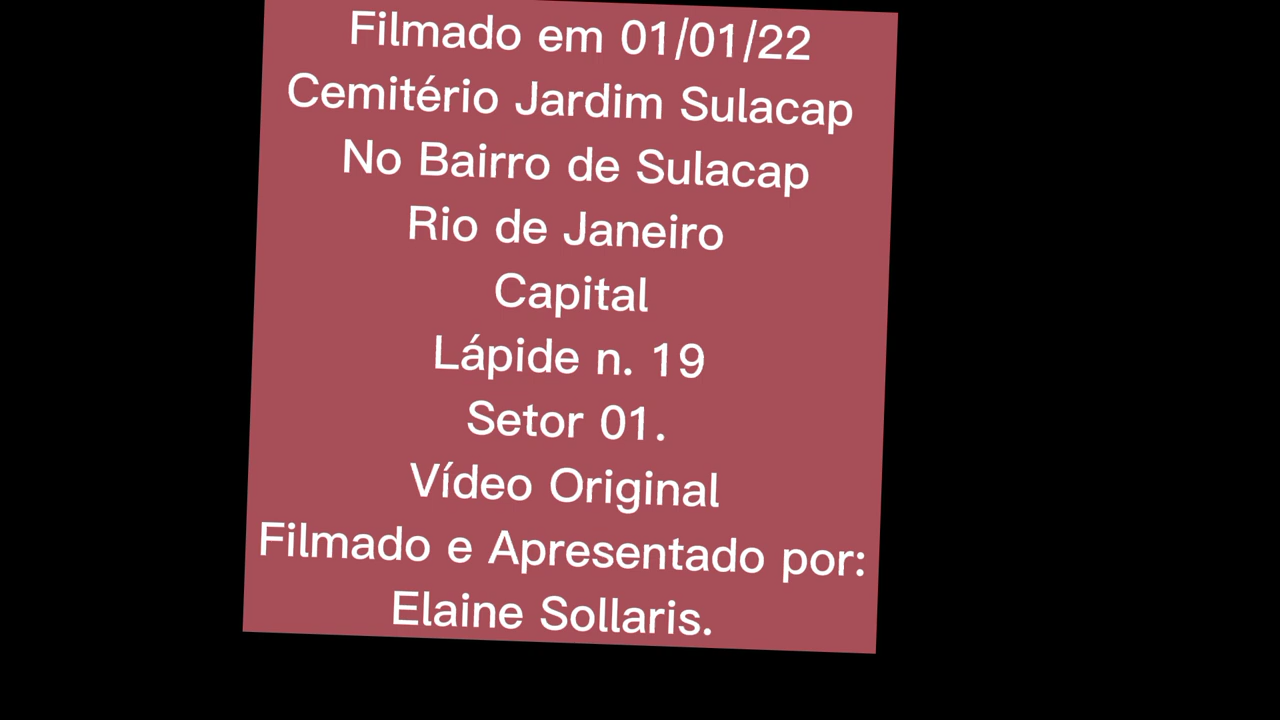 Filmado em 01/01/22
Cemitério Jardim Sulacap
No Bairro de Sulacap
Rio de Janeiro
Capital
Lápide n. 19
Setor 01.
Vídeo Original
Filmado e Apresentado por:
Elaine Sollaris.